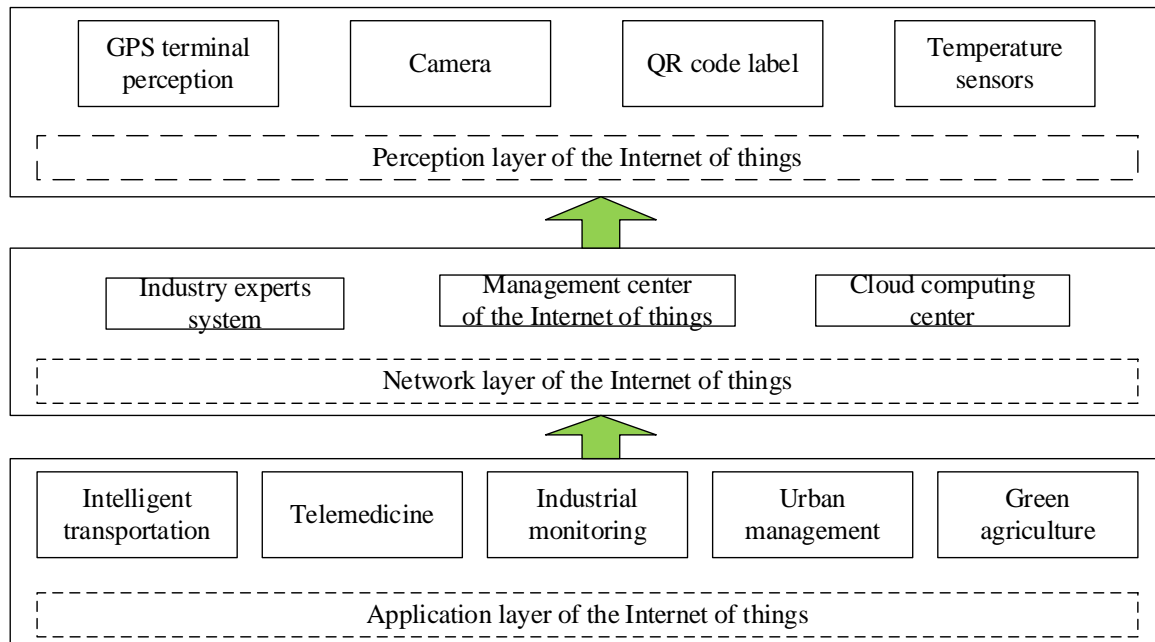 GPS terminal
perception
Camera
QR code label
Temperature
sensors
Perception layer of the Internet of things
Industry experts
system
Management center
of the Internet of things
Cloud computing
center
Network layer of the Internet of things
Intelligent
transportation
Telemedicine
Industrial
monitoring
Urban
management
Green
agriculture
Application layer of the Internet of things